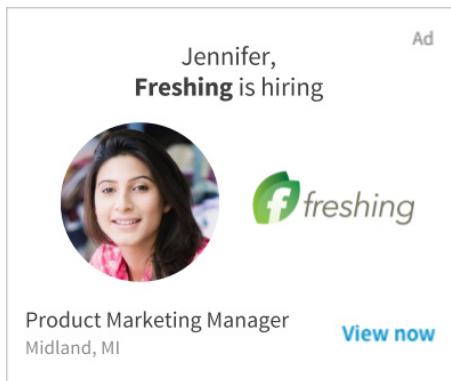 Ad
Jennifer,
Freshing is hiring
f freshing
Product Marketing Manager
Midland, MI
View now